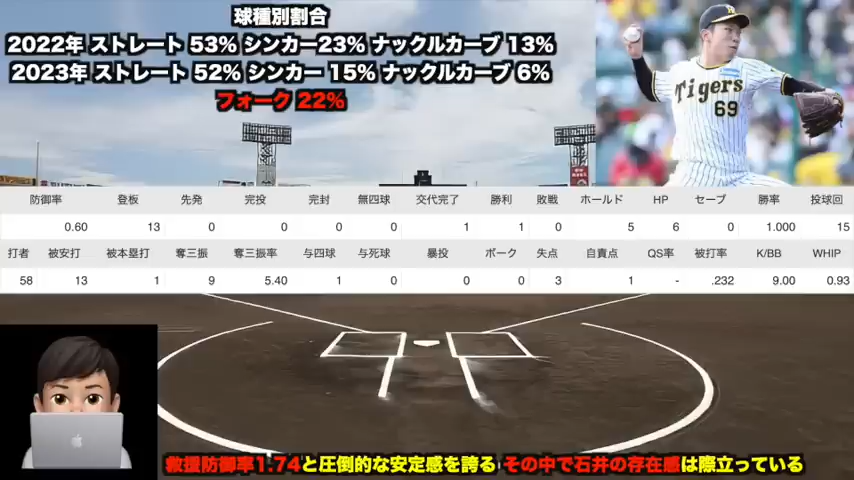 球種別割合
2022年 ストレート 53% シンカー23% ナックルカーブ 13%
2023年 ストレート 52% シンカー 15% ナックルカーブ 6%
フォーク 22%
Tigers
69
防御率 登板 先発 完投 完封 無四球 交代完了 勝利 敗戦 ホールド HP セーブ 勝率 投球回
0.60 13 0 0 0 0 1 1 0 5 6 0 1.000 15
打者 被安打 被本塁打 奪三振 奪三振率 与四球 与死球 暴投 ボーク 失点 自責点 QS率 被打率 K/BB WHIP
58 13 1 9 5.40 1 0 0 0 3 1 - .232 9.00 0.93
救援防御率1.74と圧倒的な安定感を誇る その中で石井の存在感は際立っている